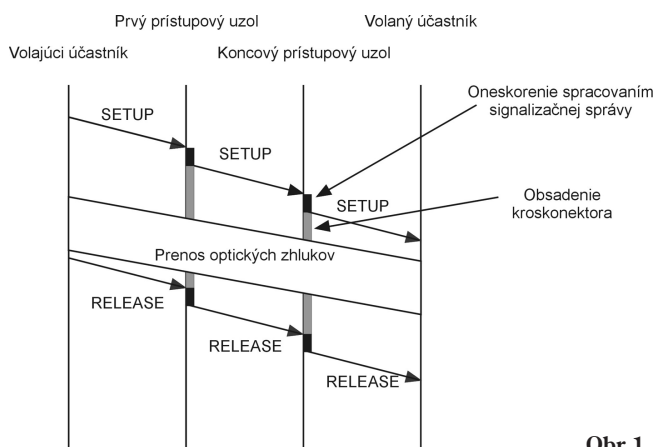 Prvý prístupový uzol
Volaný účastník
Volajúci účastník
Koncový prístupový uzol
Oneskorenie spracovaním
signalizačnej správy
SETUP
SETUP
SETUP
Obsadenie
kroskonektora
Prenos optických zhlukov
RELEASE
RELEASE
RELEASE
Obr.1